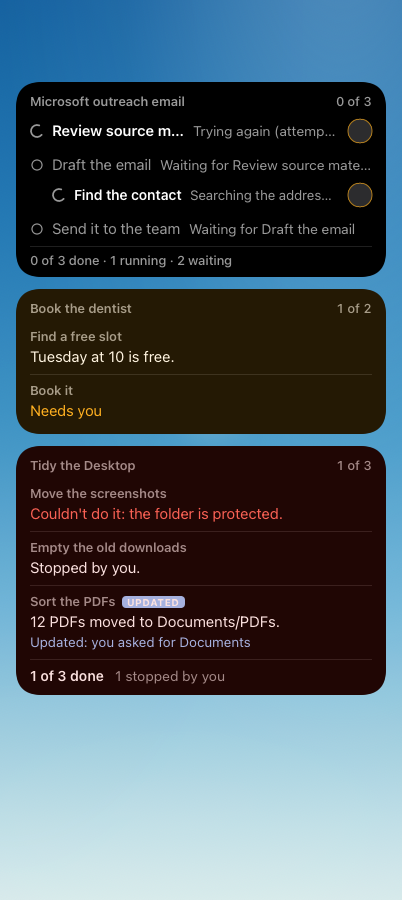 Microsoft outreach email 0 of 3
Review source m... Trying again (attemp...
Draft the email Waiting for Review source mate...
Find the contact Searching the addres...
Send it to the team Waiting for Draft the email
0 of 3 done · 1 running · 2 waiting
Book the dentist 1 of 2
Find a free slot
Tuesday at 10 is free.
Book it
Needs you
Tidy the Desktop 1 of 3
Move the screenshots
Couldn't do it: the folder is protected.
Empty the old downloads
Stopped by you.
Sort the PDFs UPDATED
12 PDFs moved to Documents/PDFs.
Updated: you asked for Documents
1 of 3 done 1 stopped by you